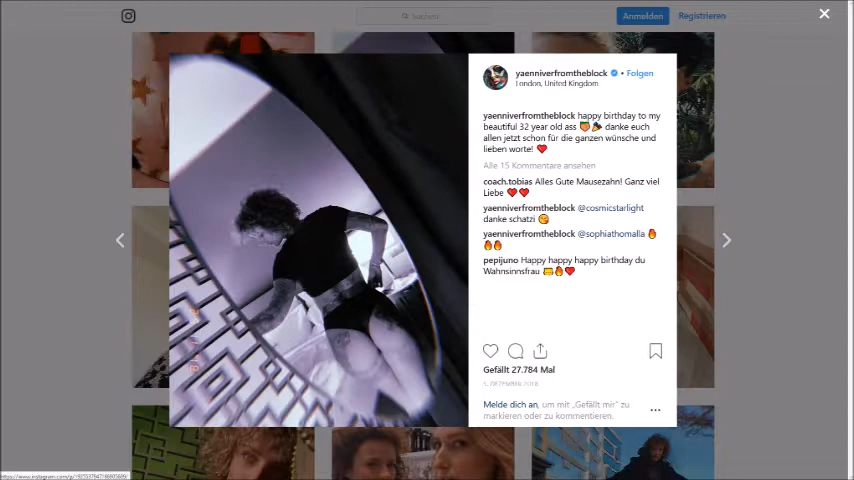 Suchen
Anmelden
Registrieren
yaenniverfromtheblock • Folgen
London, United Kingdom
yaenniverfromtheblock happy birthday to my
beautiful 32 year old ass 🍑🎉 danke euch
allen jetzt schon für die ganzen wünsche und
lieben worte! ❤️
Alle 15 Kommentare ansehen
coach.tobias Alles Gute Mausezahn! Ganz viel
Liebe ❤️❤️
yaenniverfromtheblock @cosmicstarlight
danke schatzi 😘
yaenniverfromtheblock @sophiathomalla 🔥
🔥🔥
pepijuno Happy happy happy birthday du
Wahnsinnsfrau 👑🔥❤️
Gefällt 27.784 Mal
5. DEZEMBER 2018
Melde dich an, um mit „Gefällt mir“ zu
markieren oder zu kommentieren.